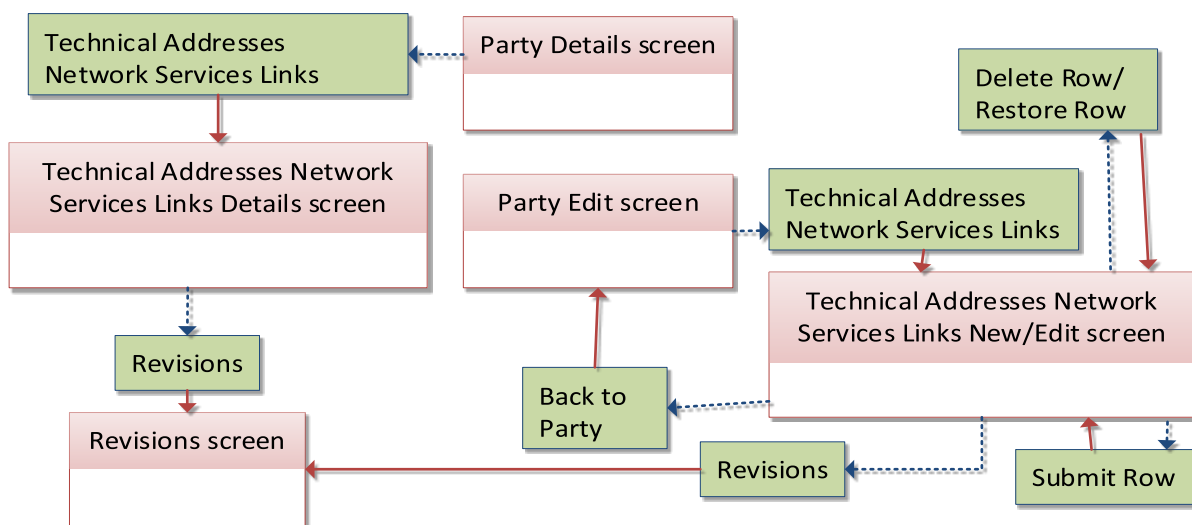 Technical Addresses
Network Services Links
Party Details screen
Delete Row/
Restore Row
Technical Addresses Network
Services Links Details screen
Party Edit screen
Technical Addresses
Network Services Links
Technical Addresses Network
Services Links New/Edit screen
Revisions
Back to
Party
Revisions screen
Revisions
Submit Row